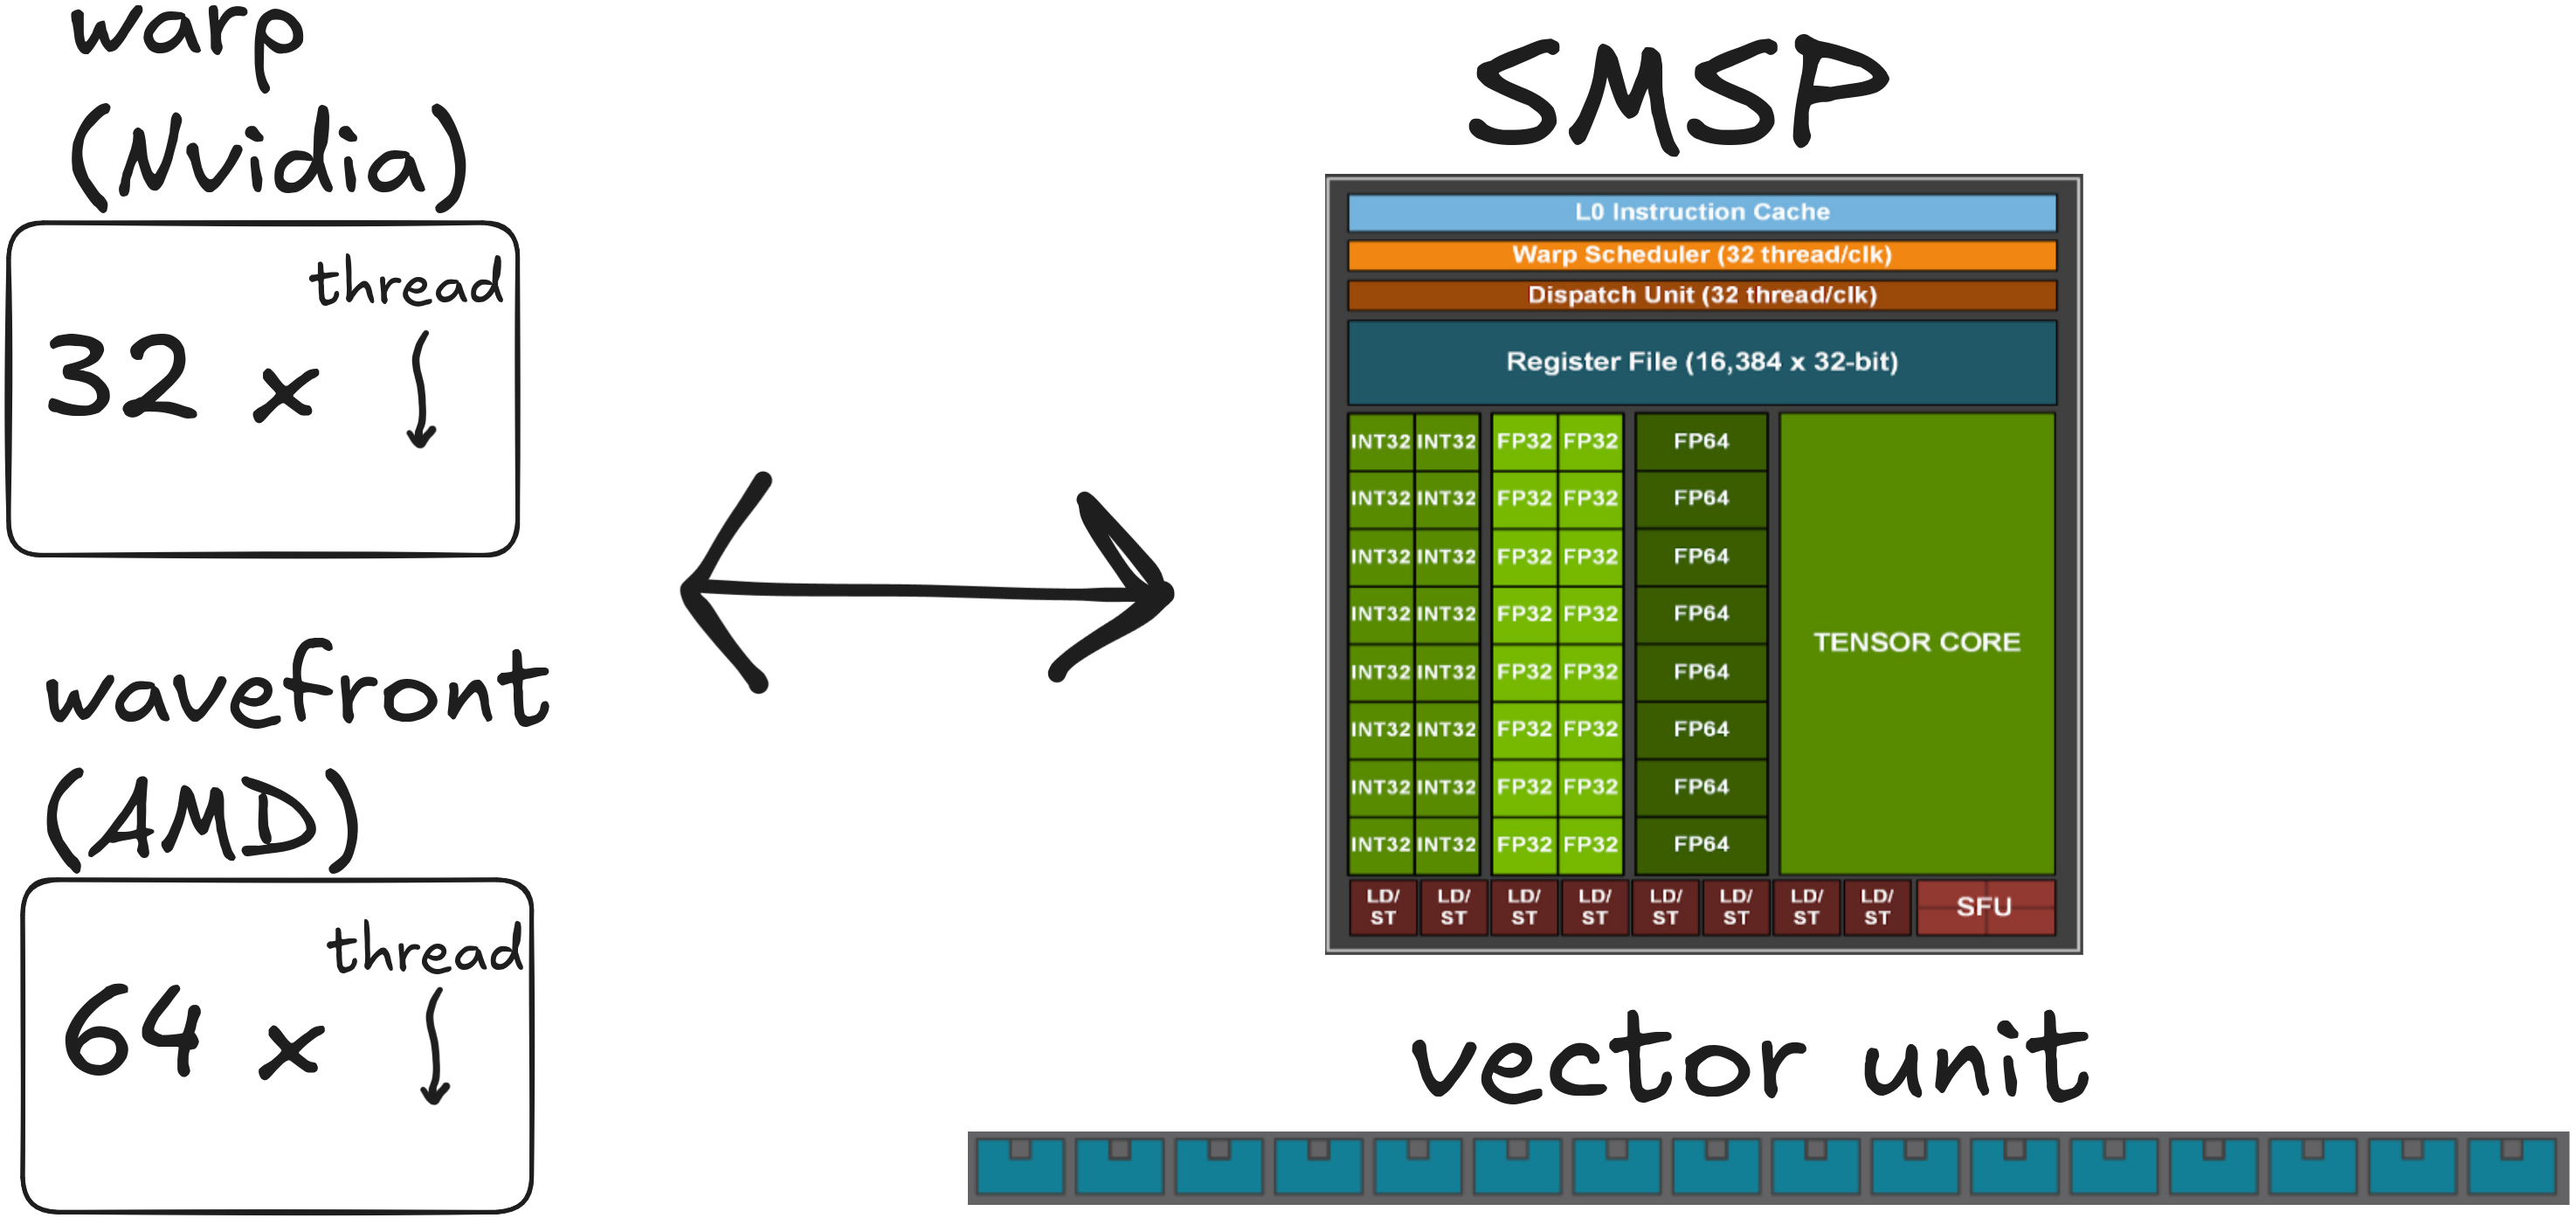 warp
(Nvidia)
thread
32 x
wavefront
(AMD)
thread
64 x
SMSP
L0 Instruction Cache
Warp Scheduler (32 thread/clk)
Dispatch Unit (32 thread/clk)
Register File (16,384 x 32-bit)
INT32 INT32 FP32 FP32 FP64
INT32 INT32 FP32 FP32 FP64
INT32 INT32 FP32 FP32 FP64
INT32 INT32 FP32 FP32 FP64
TENSOR CORE
INT32 INT32 FP32 FP32 FP64
INT32 INT32 FP32 FP32 FP64
INT32 INT32 FP32 FP32 FP64
INT32 INT32 FP32 FP32 FP64
LD/ LD/ LD/ LD/ LD/ LD/ LD/ LD/
ST ST ST ST ST ST ST ST
SFU
vector unit